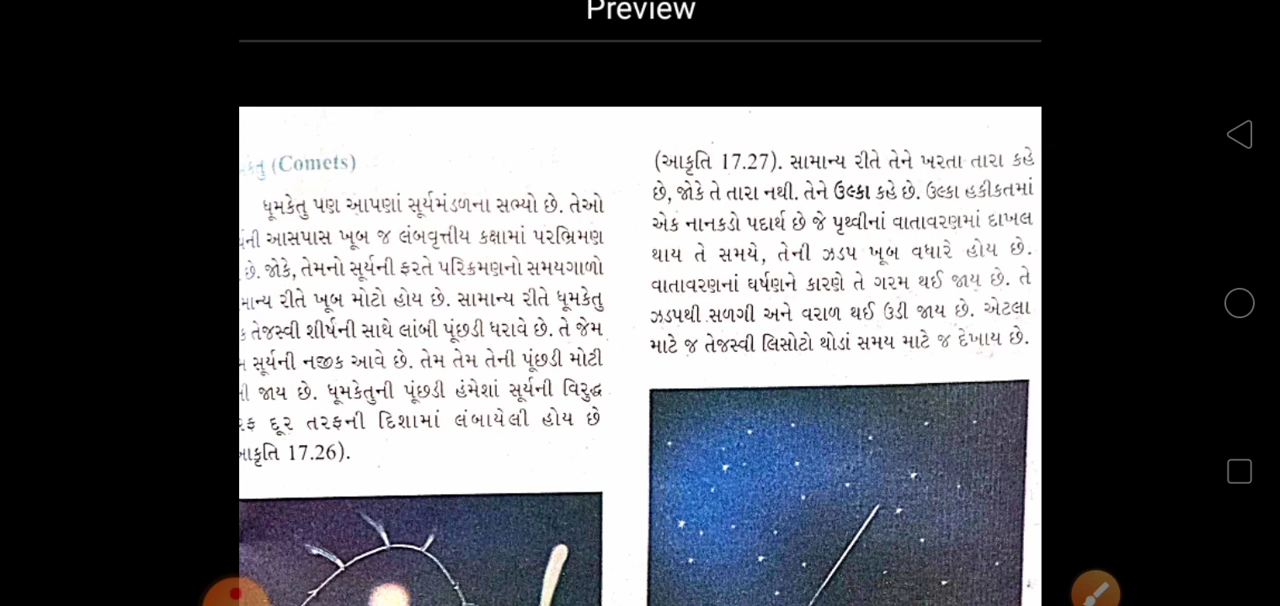 Preview
(Comets)
ધૂમકેતુ પણ આપણાં સૂર્યમંડળના સભ્યો છે. તેઓ
આસપાસ ખૂબ જ લંબવૃત્તીય કક્ષામાં પરભ્રિમણ
છે. જોકે, તેમનો સૂર્યની ફરતે પરિક્રમણનો સમયગાળો
રીતે ખૂબ મોટો હોય છે. સામાન્ય રીતે ધૂમકેતુ
તેજસ્વી શીર્ષની સાથે લાંબી પૂંછડી ધરાવે છે. તે જેમ
સૂર્યની નજીક આવે છે. તેમ તેમ તેની પૂંછડી મોટી
જાય છે. ધૂમકેતુની પૂંછડી હંમેશાં સૂર્યની વિરુદ્ધ
દૂર તરફની દિશામાં લંબાયેલી હોય છે
17.26).
(આકૃતિ 17.27). સામાન્ય રીતે તેને ખરતા તારા કહે
છે, જોકે તે તારા નથી. તેને ઉલ્કા કહે છે. ઉલ્કા હકીકતમાં
એક નાનકડો પદાર્થ છે જે પૃથ્વીનાં વાતાવરણમાં દાખલ
થાય તે સમયે, તેની ઝડપ ખૂબ વધારે હોય છે.
વાતાવરણનાં ઘર્ષણને કારણે તે ગરમ થઈ જાય છે. તે
ઝડપથી સળગી અને વરાળ થઈ ઉડી જાય છે. એટલા
માટે જ તેજસ્વી લિસોટો થોડાં સમય માટે જ દેખાય છે.